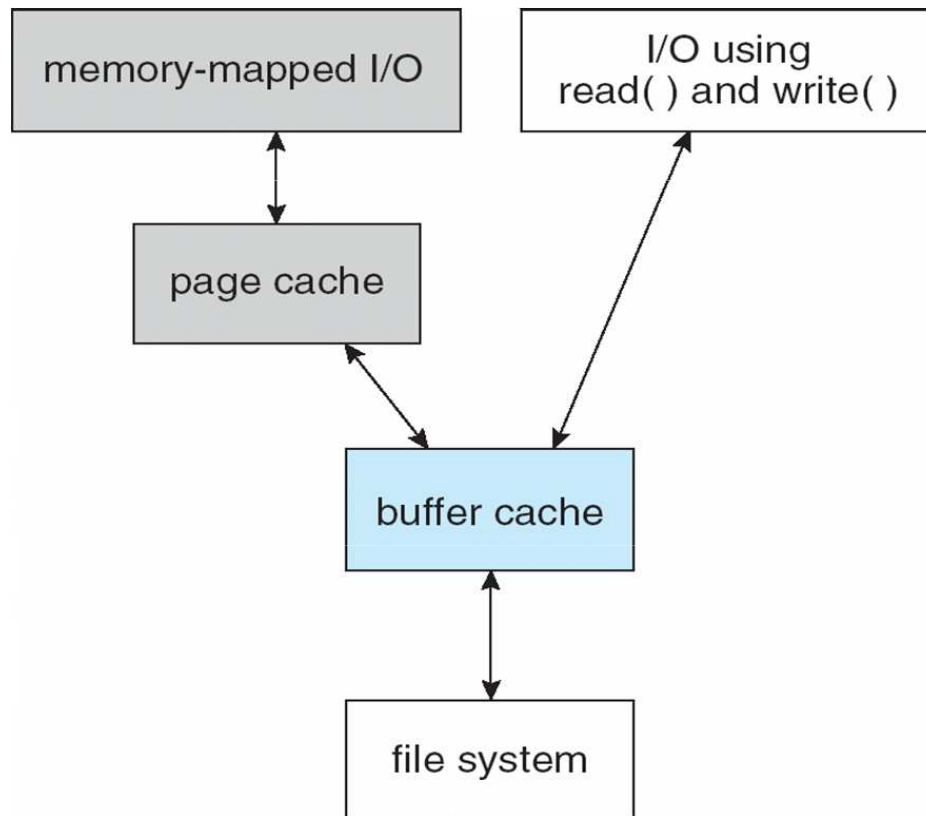 memory-mapped I/O
I/O using
read( ) and write( )
page cache
buffer cache
file system